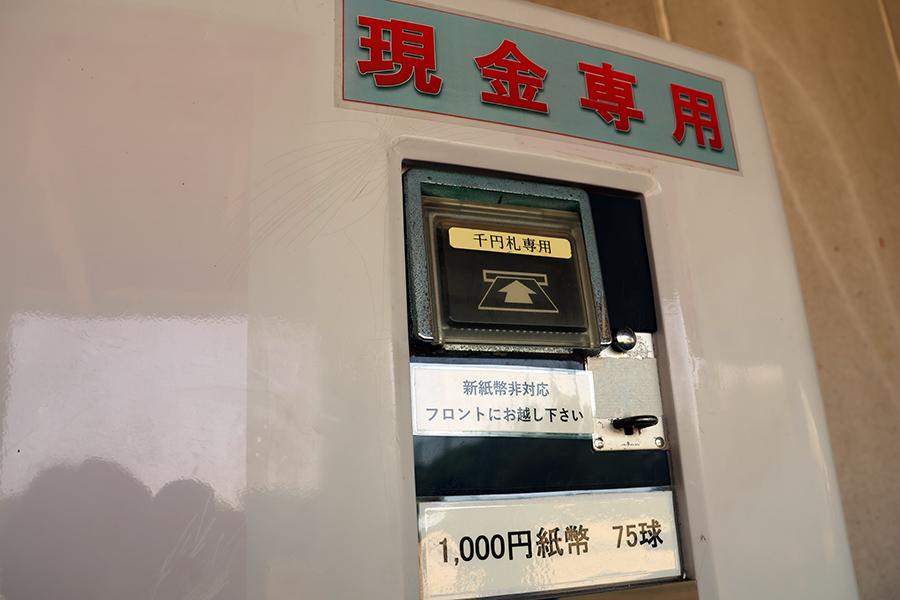 現金専用
千円札専用
新紙幣非対応
フロントにお越し下さい
1,000円紙幣 75球